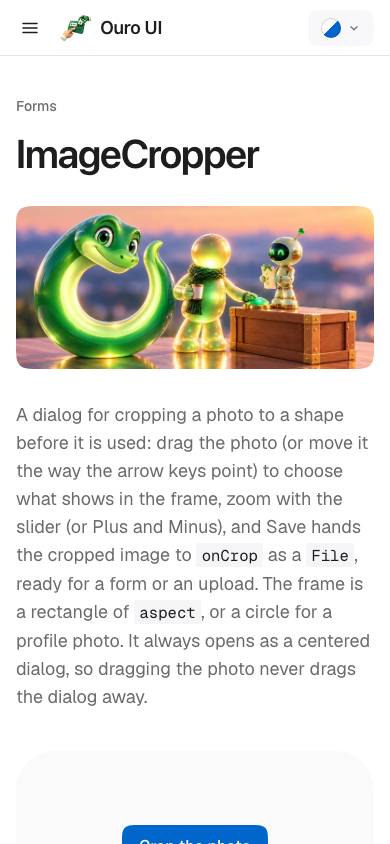 Ouro UI
Forms
ImageCropper
A dialog for cropping a photo to a shape
before it is used: drag the photo (or move it
the way the arrow keys point) to choose
what shows in the frame, zoom with the
slider (or Plus and Minus), and Save hands
the cropped image to onCrop as a File,
ready for a form or an upload. The frame is
a rectangle of aspect, or a circle for a
profile photo. It always opens as a centered
dialog, so dragging the photo never drags
the dialog away.
Crop the photo